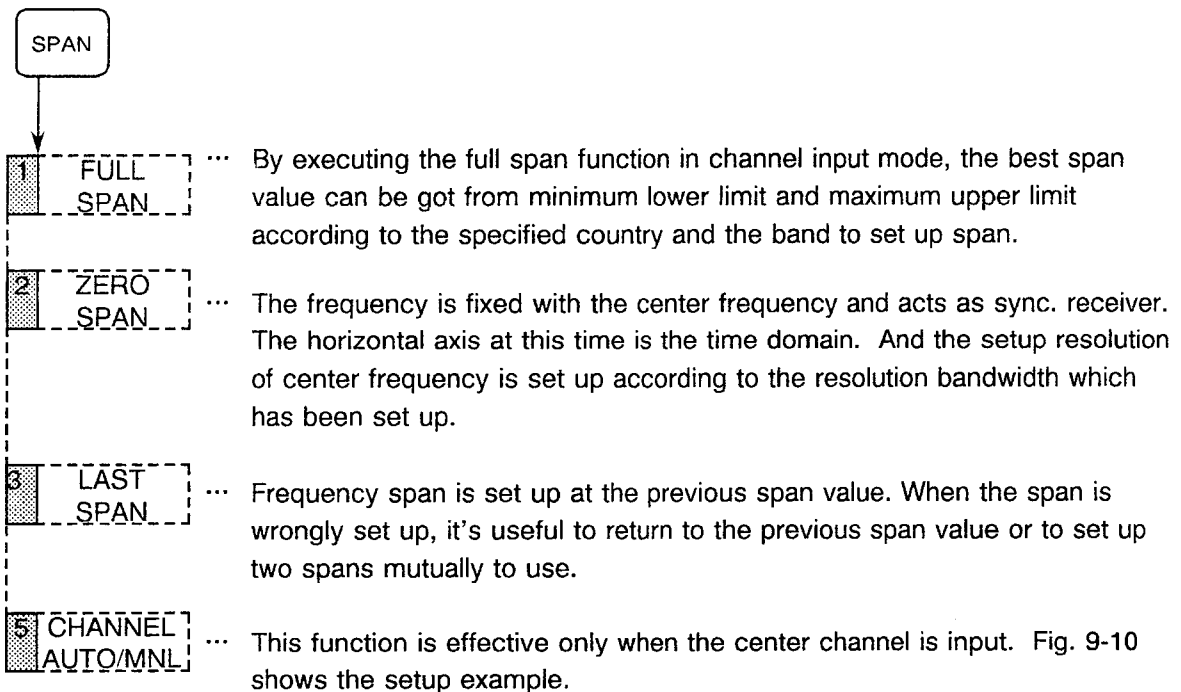 SPAN
1 FULL SPAN ... By executing the full span function in channel input mode, the best span
value can be got from minimum lower limit and maximum upper limit
according to the specified country and the band to set up span.
2 ZERO SPAN ... The frequency is fixed with the center frequency and acts as sync. receiver.
The horizontal axis at this time is the time domain. And the setup resolution
of center frequency is set up according to the resolution bandwidth which
has been set up.
3 LAST SPAN ... Frequency span is set up at the previous span value. When the span is
wrongly set up, it's useful to return to the previous span value or to set up
two spans mutually to use.
5 CHANNEL AUTO/MNL ... This function is effective only when the center channel is input. Fig. 9-10
shows the setup example.